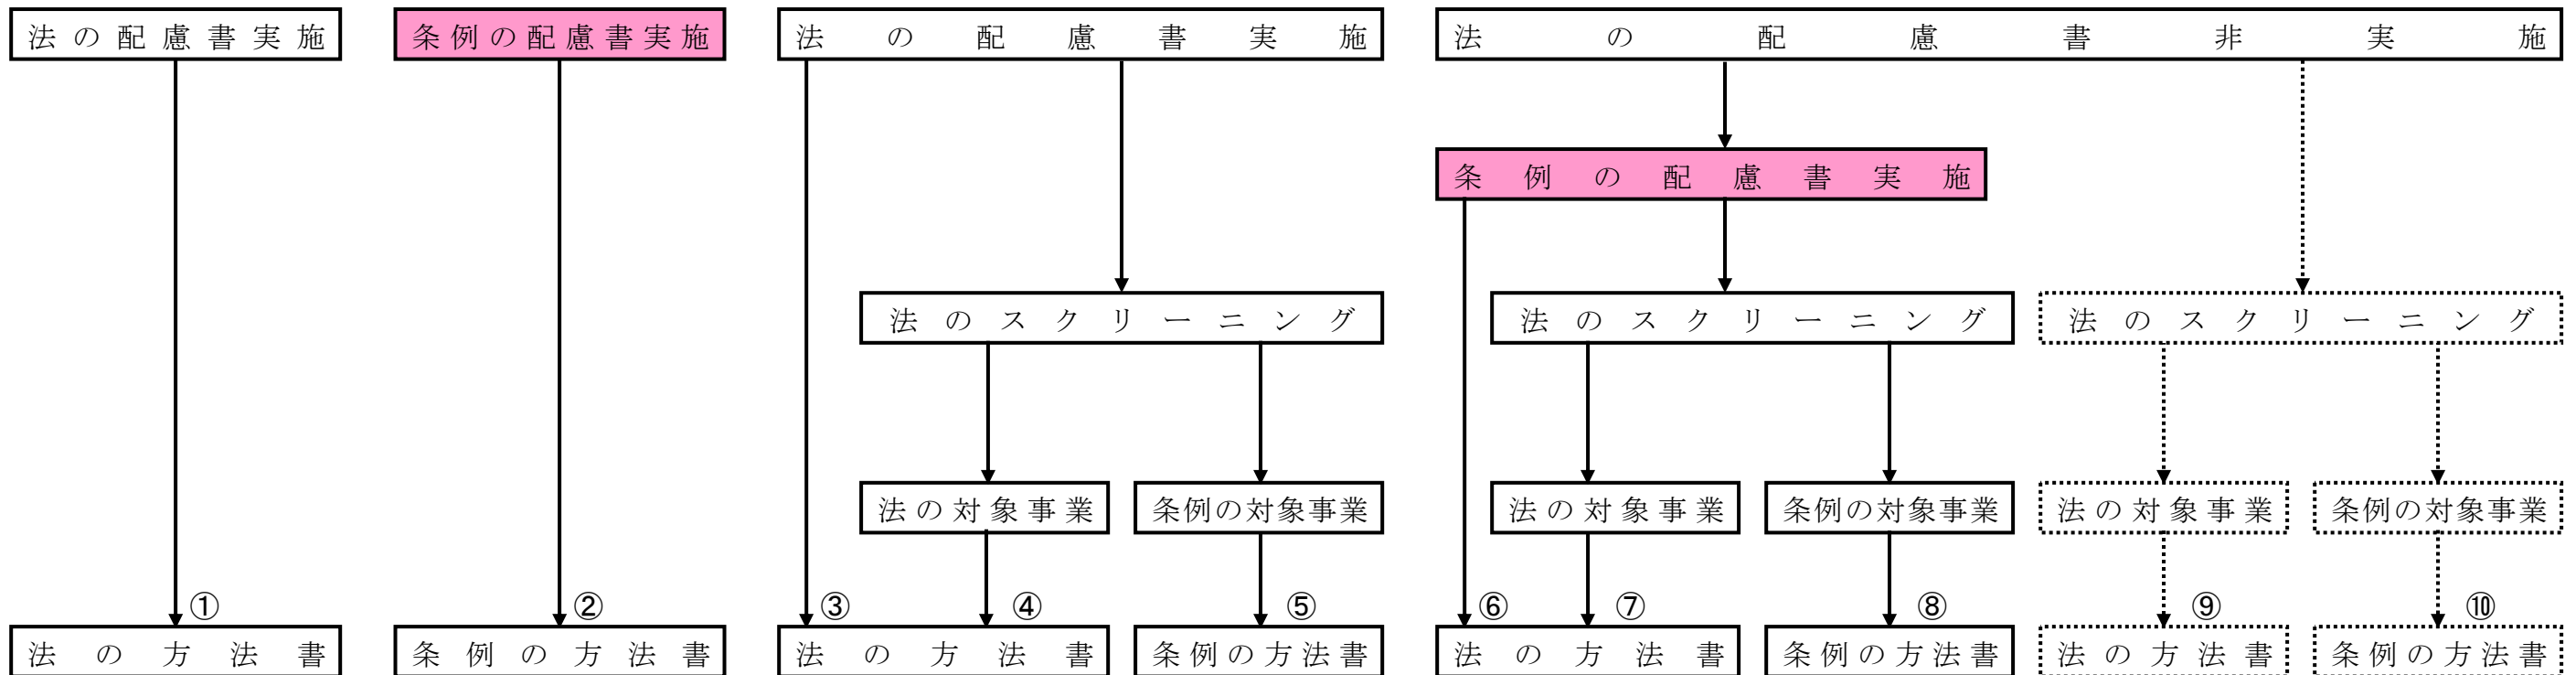 法の配慮書実施 条例の配慮書実施 法の配慮書実施 法の配慮書非実施
条例の配慮書実施
法のスクリーニング 法のスクリーニング 法のスクリーニング
法の対象事業 条例の対象事業 法の対象事業 条例の対象事業 法の対象事業 条例の対象事業
① ② ③ ④ ⑤ ⑥ ⑦ ⑧ ⑨ ⑩
法の方法書 条例の方法書 法の方法書 条例の方法書 法の方法書 条例の方法書 法の方法書 条例の方法書